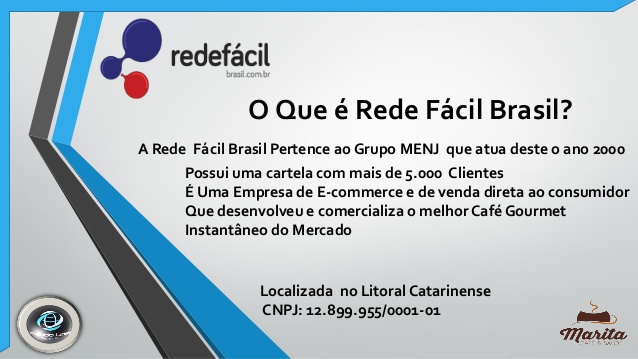 redefácil
brasil.com.br
O Que é Rede Fácil Brasil?
A Rede Fácil Brasil Pertence ao Grupo MENJ que atua deste o ano 2000
Possui uma cartela com mais de 5.000 Clientes
É Uma Empresa de E-commerce e de venda direta ao consumidor
Que desenvolveu e comercializa o melhor Café Gourmet
Instantâneo do Mercado
Localizada no Litoral Catarinense
CNPJ: 12.899.955/0001-01
Marita